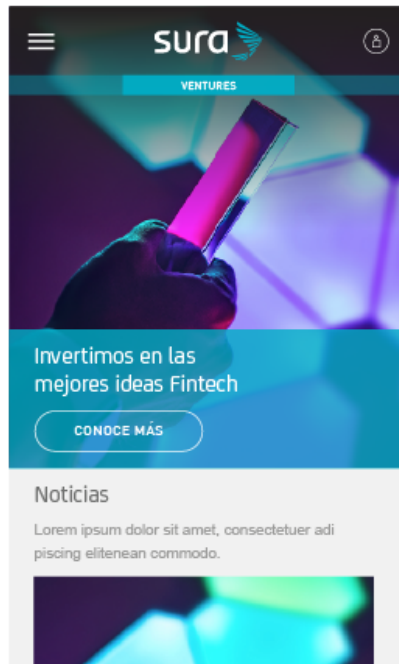 sura
VENTURES
Invertimos en las
mejores ideas Fintech
CONOCE MÁS
Noticias
Lorem ipsum dolor sit amet, consectetuer adi
piscing elitenean commodo.